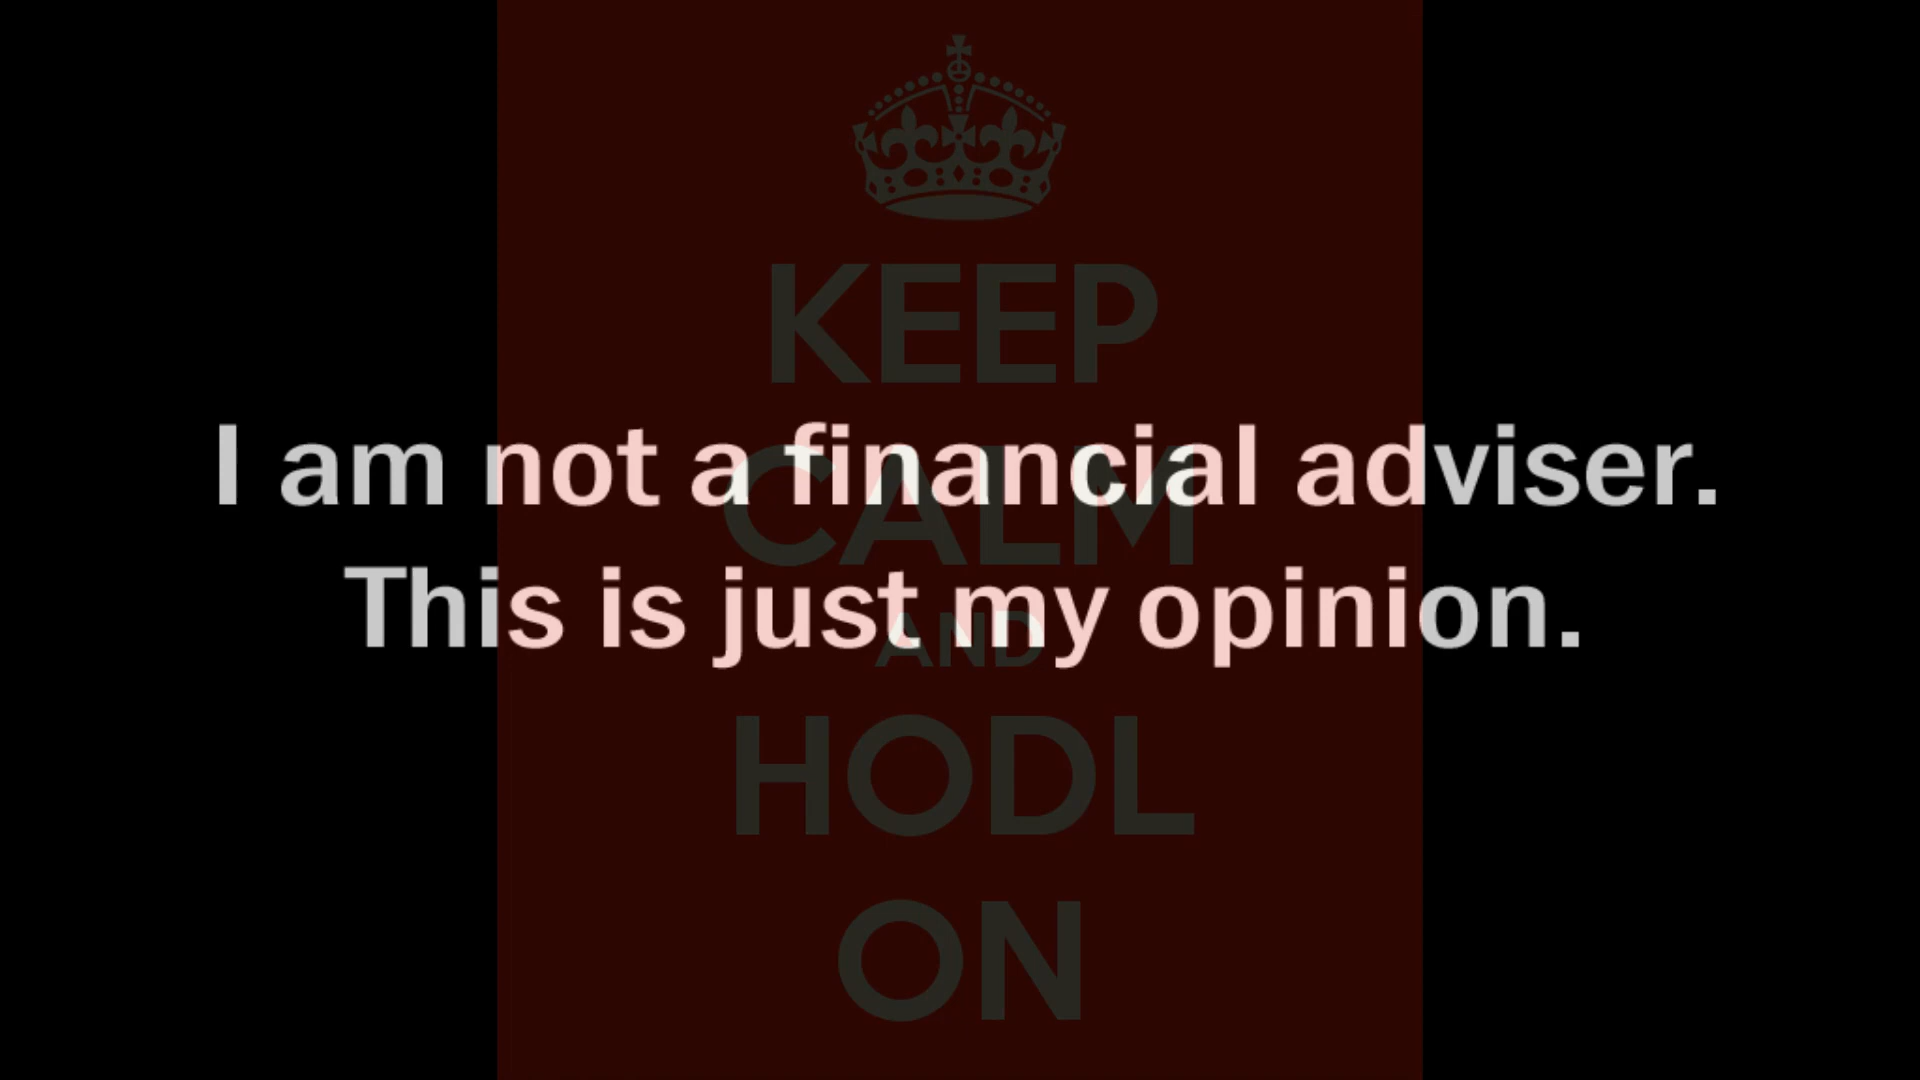 KEEP
I am not a financial adviser.
CALM
This is just my opinion.
AND
HODL
ON